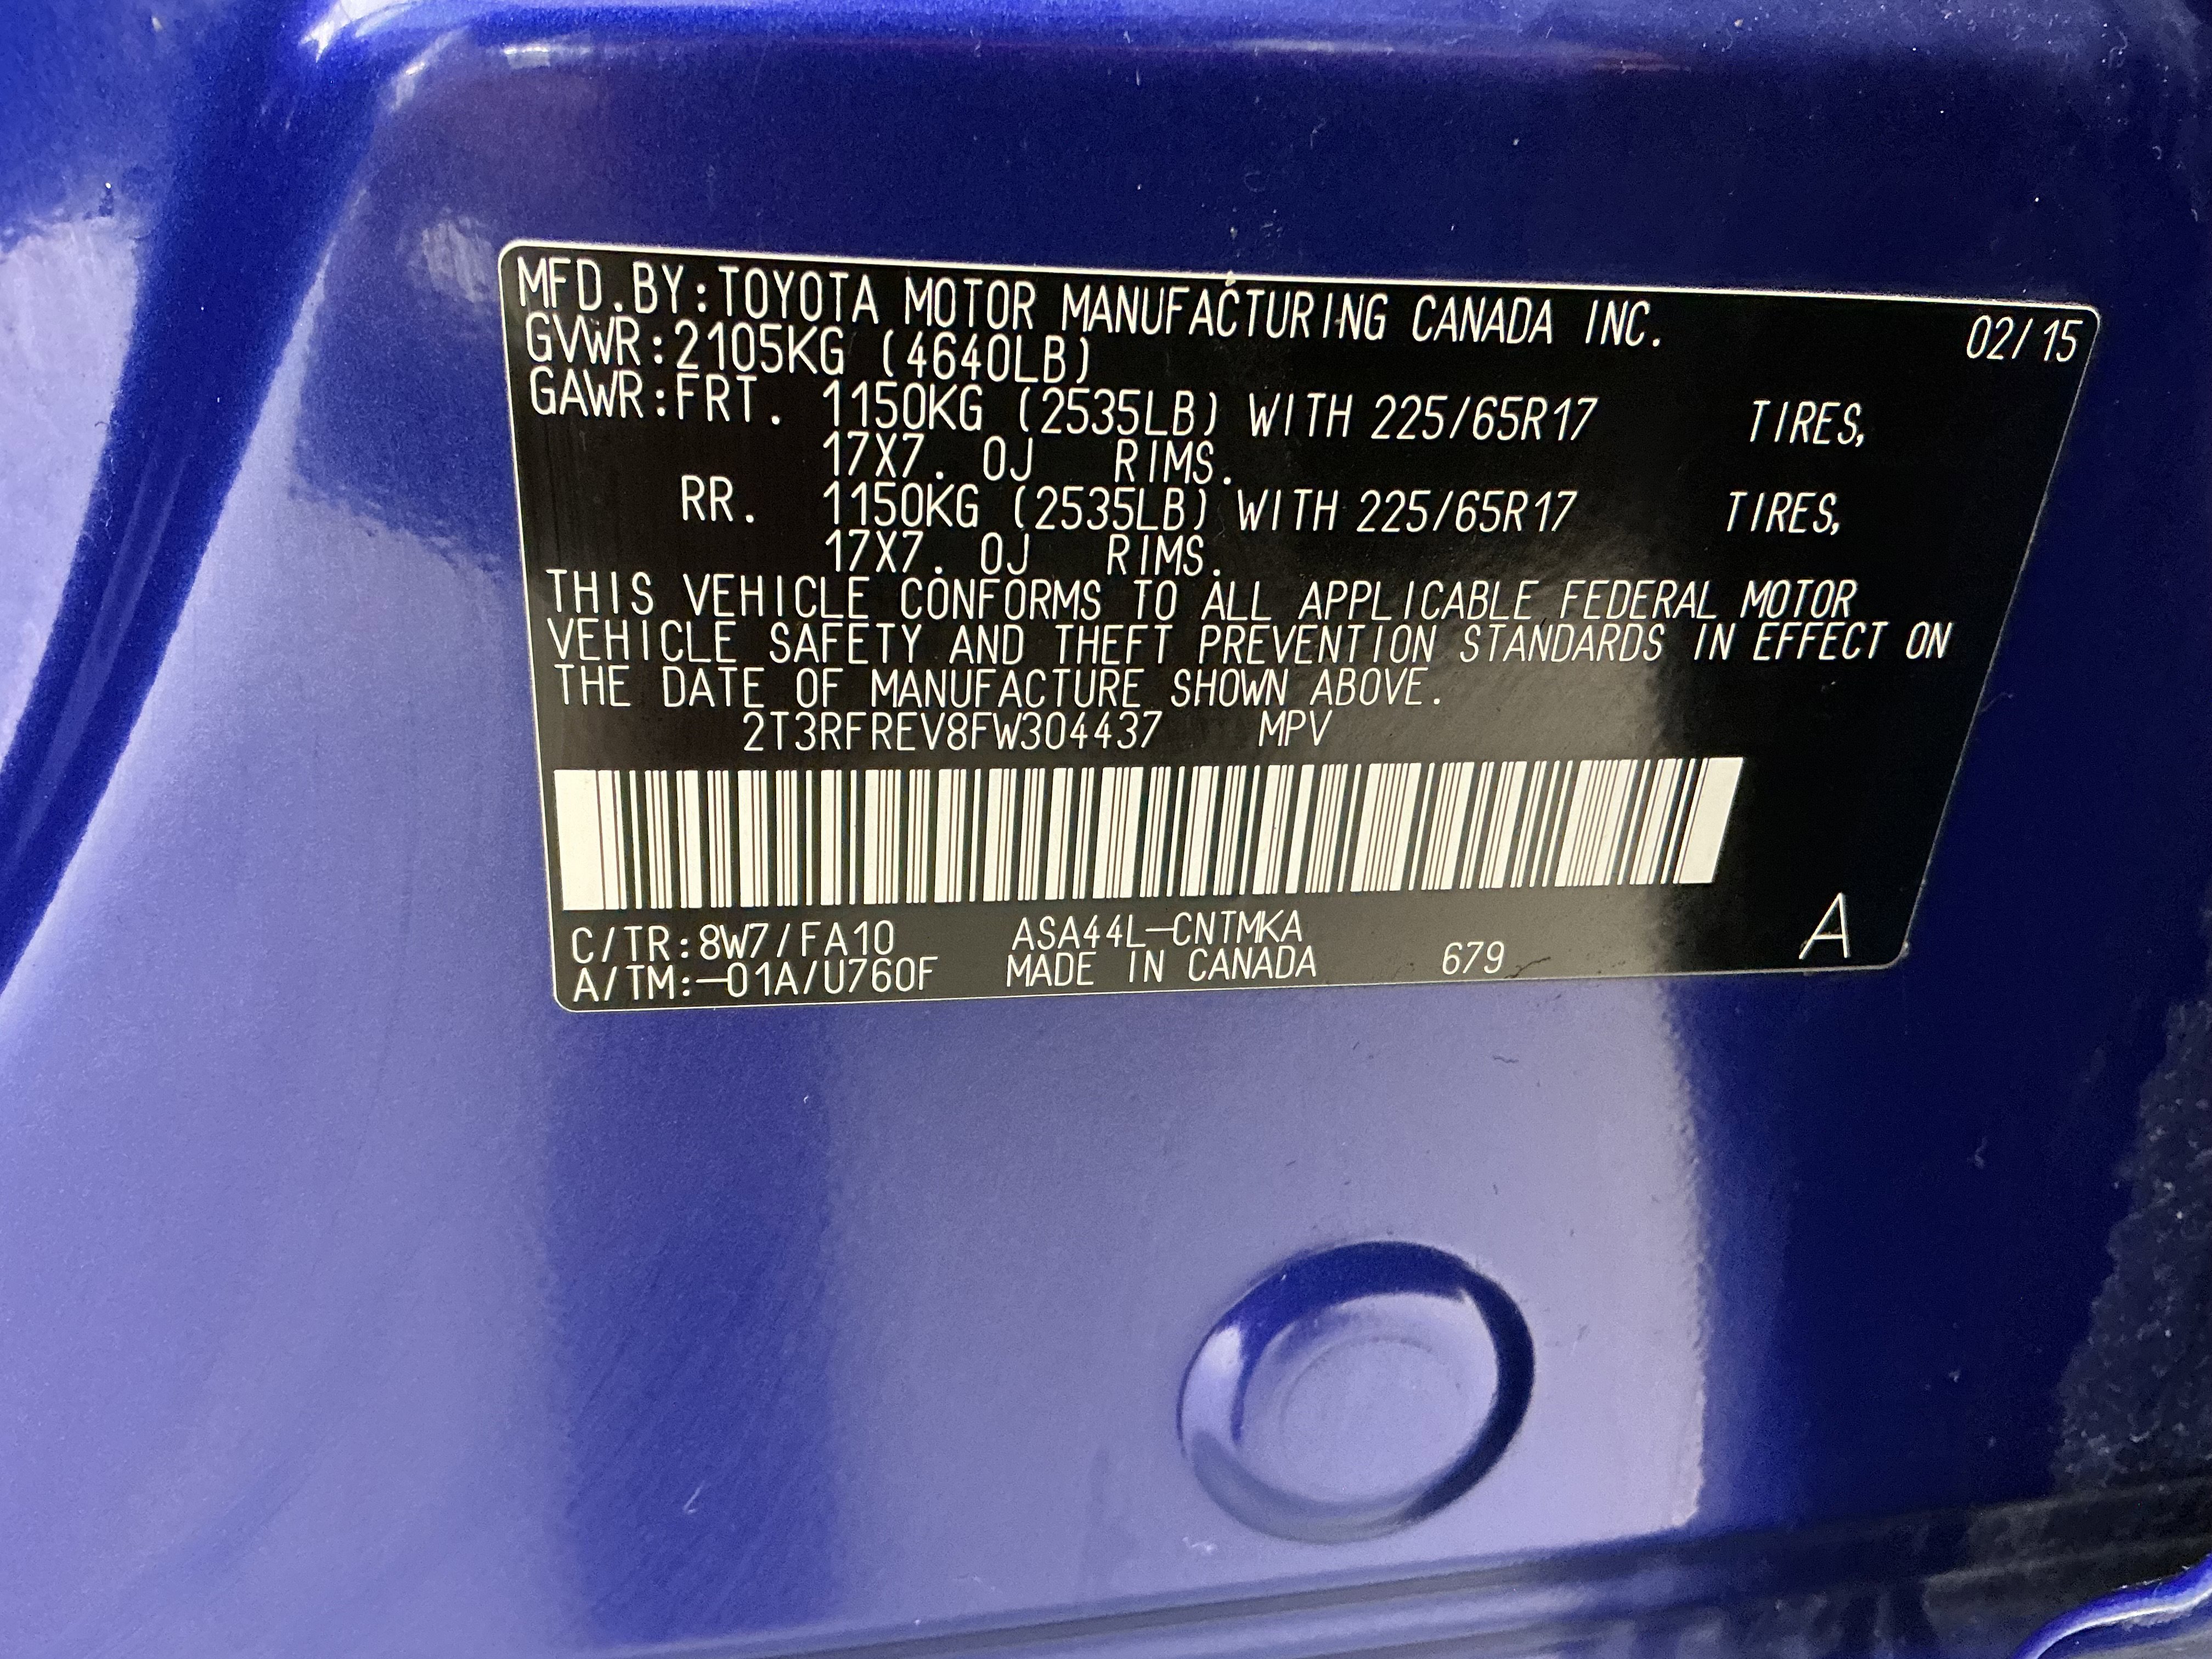 MFD.BY:TOYOTA MOTOR MANUFACTURING CANADA INC. 02/15
GVWR:2105KG (4640LB)
GAWR:FRT. 1150KG (2535LB) WITH 225/65R17 TIRES,
17X7. 0J RIMS.
RR. 1150KG (2535LB) WITH 225/65R17 TIRES,
17X7. 0J RIMS.
THIS VEHICLE CONFORMS TO ALL APPLICABLE FEDERAL MOTOR
VEHICLE SAFETY AND THEFT PREVENTION STANDARDS IN EFFECT ON
THE DATE OF MANUFACTURE SHOWN ABOVE.
2T3RFREV8FW304437 MPV
C/TR:8W7/FA10 ASA44L-CNTMKA A
A/TM:-01A/U760F MADE IN CANADA 679